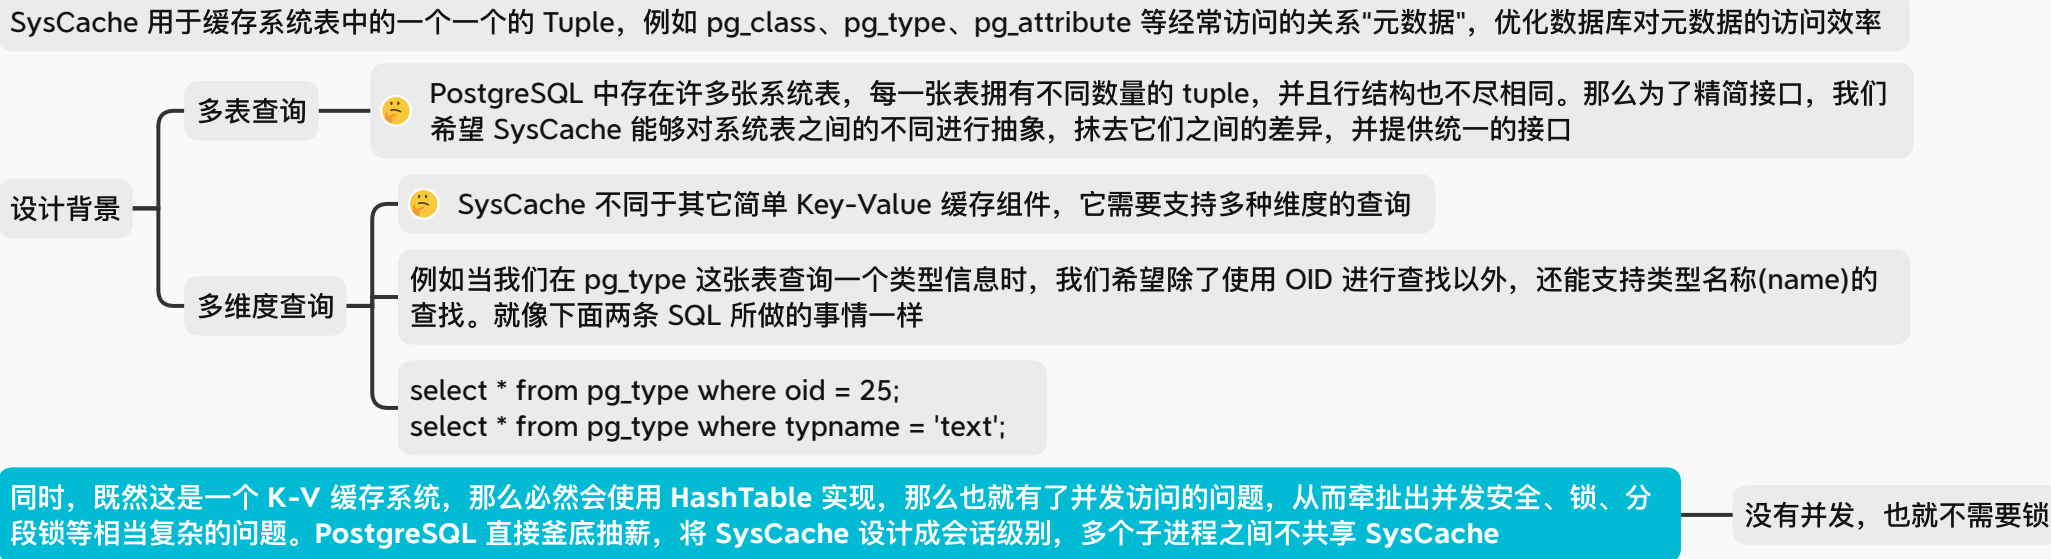 SysCache 用于缓存系统表中的一个一个的 Tuple，例如 pg_class、pg_type、pg_attribute 等经常访问的关系“元数据"，优化数据库对元数据的访问效率
设计背景
多表查询
PostgreSQL 中存在许多张系统表，每一张表拥有不同数量的 tuple，并且行结构也不尽相同。那么为了精简接口，我们
希望 SysCache 能够对系统表之间的不同进行抽象，抹去它们之间的差异，并提供统一的接口
多维度查询
SysCache 不同于其它简单 Key-Value 缓存组件，它需要支持多种维度的查询
例如当我们在 pg_type 这张表查询一个类型信息时，我们希望除了使用 OID 进行查找以外，还能支持类型名称(name)的
查找。就像下面两条 SQL 所做的事情一样
select * from pg_type where oid = 25;
select * from pg_type where typname = 'text';
同时，既然这是一个 K-V 缓存系统，那么必然会使用 HashTable 实现，那么也就有了并发访问的问题，从而牵扯出并发安全、锁、分
段锁等相当复杂的问题。PostgreSQL 直接釜底抽薪，将 SysCache 设计成会话级别，多个子进程之间不共享 SysCache
没有并发，也就不需要锁